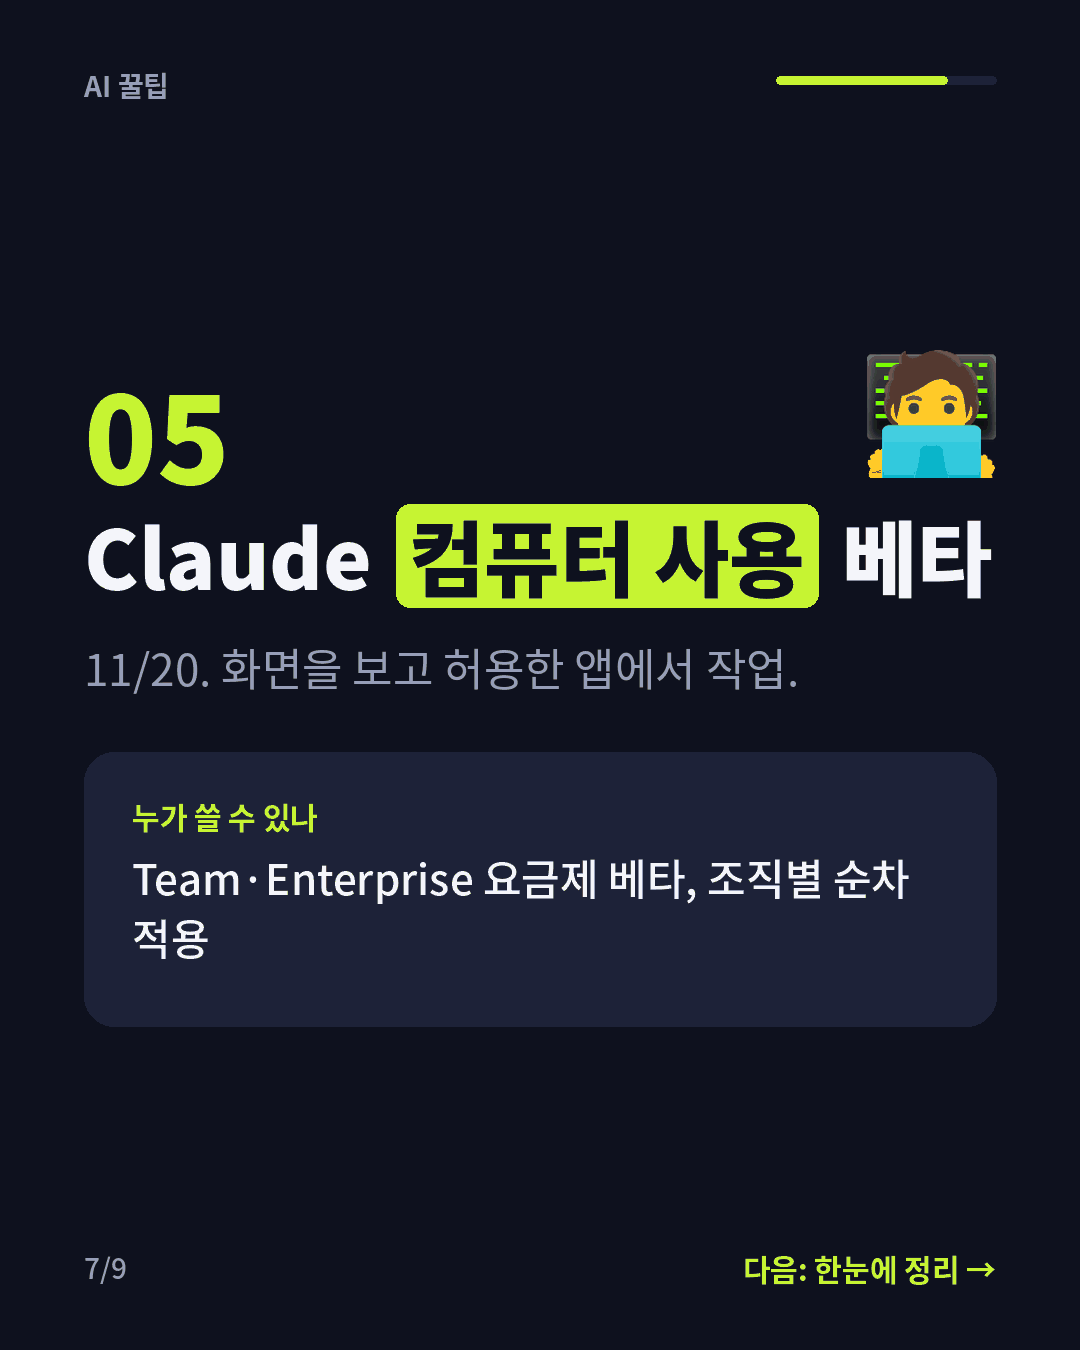 AI 꿀팁
05
Claude 컴퓨터 사용 베타
11/20. 화면을 보고 허용한 앱에서 작업.
누가 쓸 수 있나
Team·Enterprise 요금제 베타, 조직별 순차
적용
7/9
다음: 한눈에 정리 →